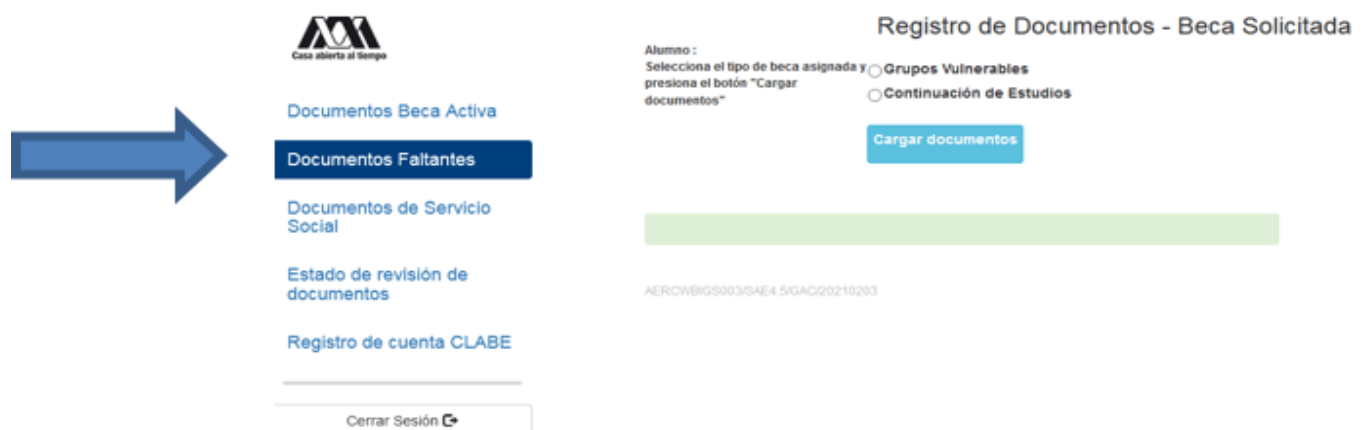 Casa abierta al tiempo
Documentos Beca Activa
Documentos Faltantes
Documentos de Servicio
Social
Estado de revisión de
documentos
Registro de cuenta CLABE
Cerrar Sesión
Registro de Documentos - Beca Solicitada
Alumno :
Selecciona el tipo de beca asignada y
presiona el botón "Cargar
documentos"
Grupos Vulnerables
Continuación de Estudios
Cargar documentos
AERCWBIGS003/SAE4.5/GAC/20210203